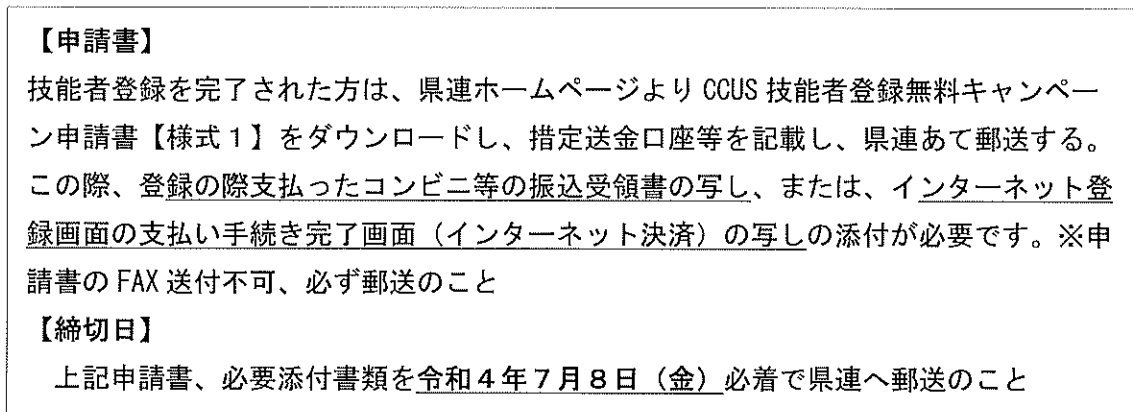 【申請書】
技能者登録を完了された方は、県連ホームページより CCUS 技能者登録無料キャンペー
ン申請書【様式１】をダウンロードし、措定送金口座等を記載し、県連あて郵送する。
この際、登録の際支払ったコンビニ等の振込受領書の写し、または、インターネット登
録画面の支払い手続き完了画面（インターネット決済）の写しの添付が必要です。※申
請書の FAX 送付不可、必ず郵送のこと
【締切日】
上記申請書、必要添付書類を令和４年７月８日（金）必着で県連へ郵送のこと